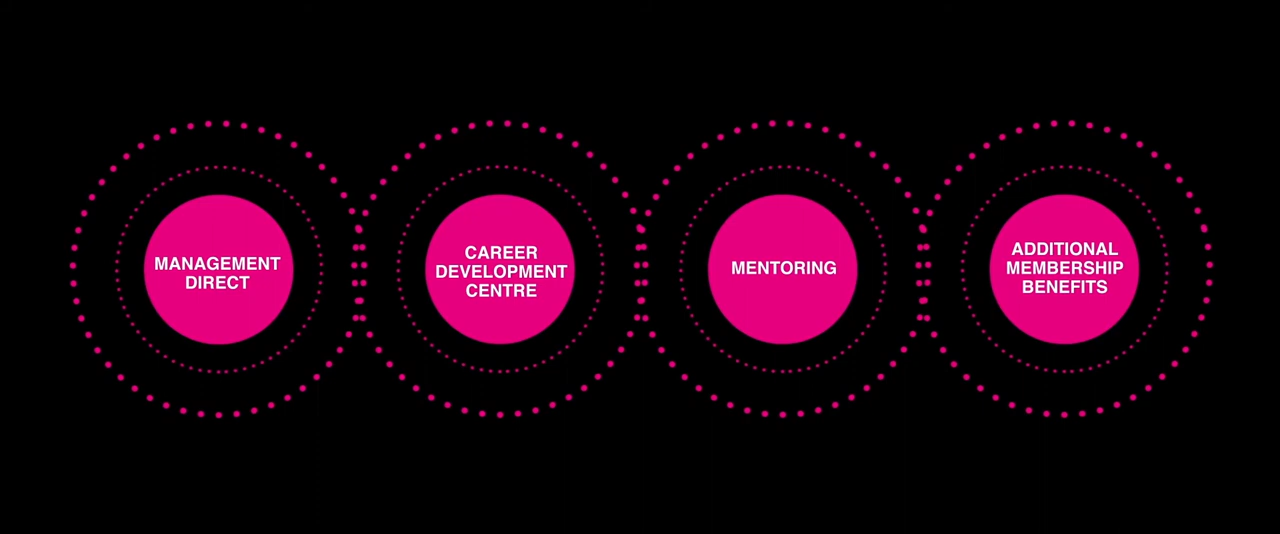 MANAGEMENT
DIRECT
CAREER
DEVELOPMENT
CENTRE
MENTORING
ADDITIONAL
MEMBERSHIP
BENEFITS